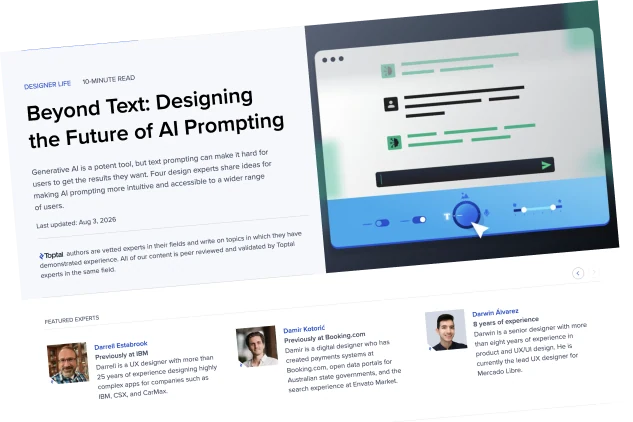 DESIGNER LIFE 10-MINUTE READ
Beyond Text: Designing
the Future of AI Prompting
Generative AI is a potent tool, but text prompting can make it hard for
users to get the results they want. Four design experts share ideas for
making AI prompting more intuitive and accessible to a wider range
of users.
Last updated: Aug 3, 2026
Toptal authors are vetted experts in their fields and write on topics in which they have
demonstrated experience. All of our content is peer reviewed and validated by Toptal
experts in the same field.
T
FEATURED EXPERTS
Darrell Estabrook
Previously at IBM
Darrell is a UX designer with more than
25 years of experience designing highly
complex apps for companies such as
IBM, CSX, and CarMax.
Damir Kotorić
Previously at Booking.com
Damir is a digital designer who has
created payments systems at
Booking.com, open data portals for
Australian state governments, and the
search experience at Envato Market.
Darwin Álvarez
8 years of experience
Darwin is a senior designer with more
than eight years of experience in
product and UX/UI design. He is
currently the lead UX designer for
Mercado Libre.